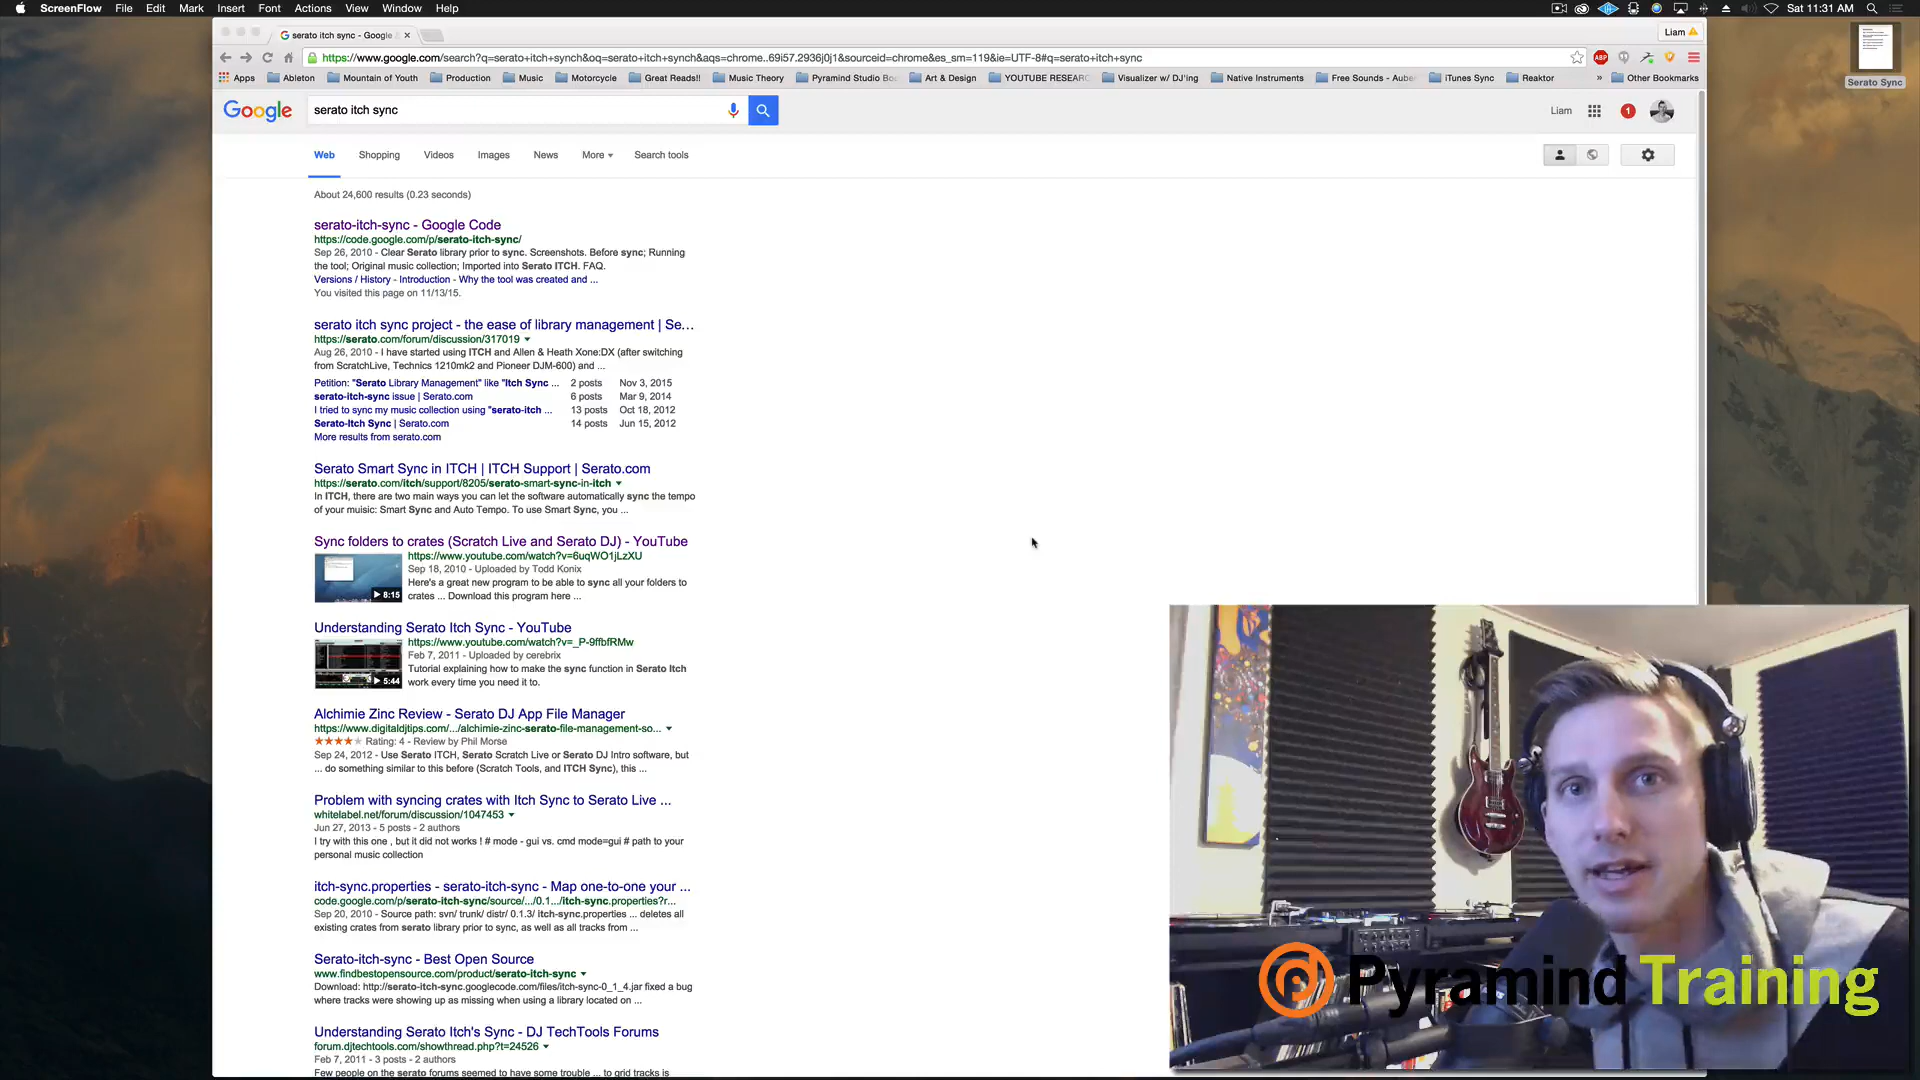 ScreenFlow File Edit Mark Insert Font Actions View Window Help
Sat 11:31 AM
serato itch sync - Google
Liam
https://www.google.com/search?q=serato+itch+synch&oq=serato+itch+synch&aqs=chrome..69i57.2936j0j1&sourceid=chrome&es_sm=119&ie=UTF-8#q=serato+itch+sync
ABP
Apps Ableton Mountain of Youth Production Music Motorcycle Great Reads!! Music Theory Pyramind Studio Bo Art & Design YOUTUBE RESEAR Visualizer w/ DJ'ing Native Instruments Free Sounds - Aube iTunes Sync Reaktor » Other Bookmarks
Serato Sync
Google serato itch sync
Liam 1
Web Shopping Videos Images News More Search tools
About 24,600 results (0.23 seconds)
serato-itch-sync - Google Code
https://code.google.com/p/serato-itch-sync/
Sep 26, 2010 - Clear Serato library prior to sync. Screenshots. Before sync; Running
the tool; Original music collection; Imported into Serato ITCH. FAQ.
Versions / History - Introduction - Why the tool was created and ...
You visited this page on 11/13/15.
serato itch sync project - the ease of library management | Se...
https://serato.com/forum/discussion/317019
Aug 26, 2010 - I have started using ITCH and Allen & Heath Xone:DX (after switching
from ScratchLive, Technics 1210mk2 and Pioneer DJM-600) and ...
Petition: "Serato Library Management" like "Itch Sync ... 2 posts Nov 3, 2015
serato-itch-sync issue | Serato.com 6 posts Mar 9, 2014
I tried to sync my music collection using "serato-itch ... 13 posts Oct 18, 2012
Serato-Itch Sync | Serato.com 14 posts Jun 15, 2012
More results from serato.com
Serato Smart Sync in ITCH | ITCH Support | Serato.com
https://serato.com/itch/support/8205/serato-smart-sync-in-itch
In ITCH, there are two main ways you can let the software automatically sync the tempo
of your muisic: Smart Sync and Auto Tempo. To use Smart Sync, you ...
Sync folders to crates (Scratch Live and Serato DJ) - YouTube
https://www.youtube.com/watch?v=6uqWO1jLzXU
Sep 18, 2010 - Uploaded by Todd Konix
Here's a great new program to be able to sync all your folders to
crates ... Download this program here ...
8:15
Understanding Serato Itch Sync - YouTube
https://www.youtube.com/watch?v=_P-9ffbfRMw
Feb 7, 2011 - Uploaded by cerebrix
Tutorial explaining how to make the sync function in Serato Itch
work every time you need it to.
5:44
Alchimie Zinc Review - Serato DJ App File Manager
https://www.digitaldjtips.com/.../alchimie-zinc-serato-file-management-so...
Rating: 4 - Review by Phil Morse
Sep 24, 2012 - Use Serato ITCH, Serato Scratch Live or Serato DJ Intro software, but
... do something similar to this before (Scratch Tools, and ITCH Sync), this ...
Problem with syncing crates with Itch Sync to Serato Live ...
whitelabel.net/forum/discussion/1047453
Jun 27, 2013 - 5 posts - 2 authors
I try with this one , but it did not works ! # mode - gui vs. cmd mode=gui # path to your
personal music collection
itch-sync.properties - serato-itch-sync - Map one-to-one your ...
code.google.com/p/serato-itch-sync/source/.../0.1.../itch-sync.properties?r...
Sep 20, 2010 - Source path: svn/ trunk/ distr/ 0.1.3/ itch-sync.properties ... deletes all
existing crates from serato library prior to sync, as well as all tracks from ...
Serato-itch-sync - Best Open Source
www.findbestopensource.com/product/serato-itch-sync
Download: http://serato-itch-sync.googlecode.com/files/itch-sync-0_1_4.jar fixed a bug
where tracks were showing up as missing when using a library located on ...
Understanding Serato Itch's Sync - DJ TechTools Forums
forum.djtechtools.com/showthread.php?t=24526
Feb 7, 2011 - 3 posts - 2 authors
Few people on the serato forums seemed to have some trouble ... to grid tracks is
Pyramind Training